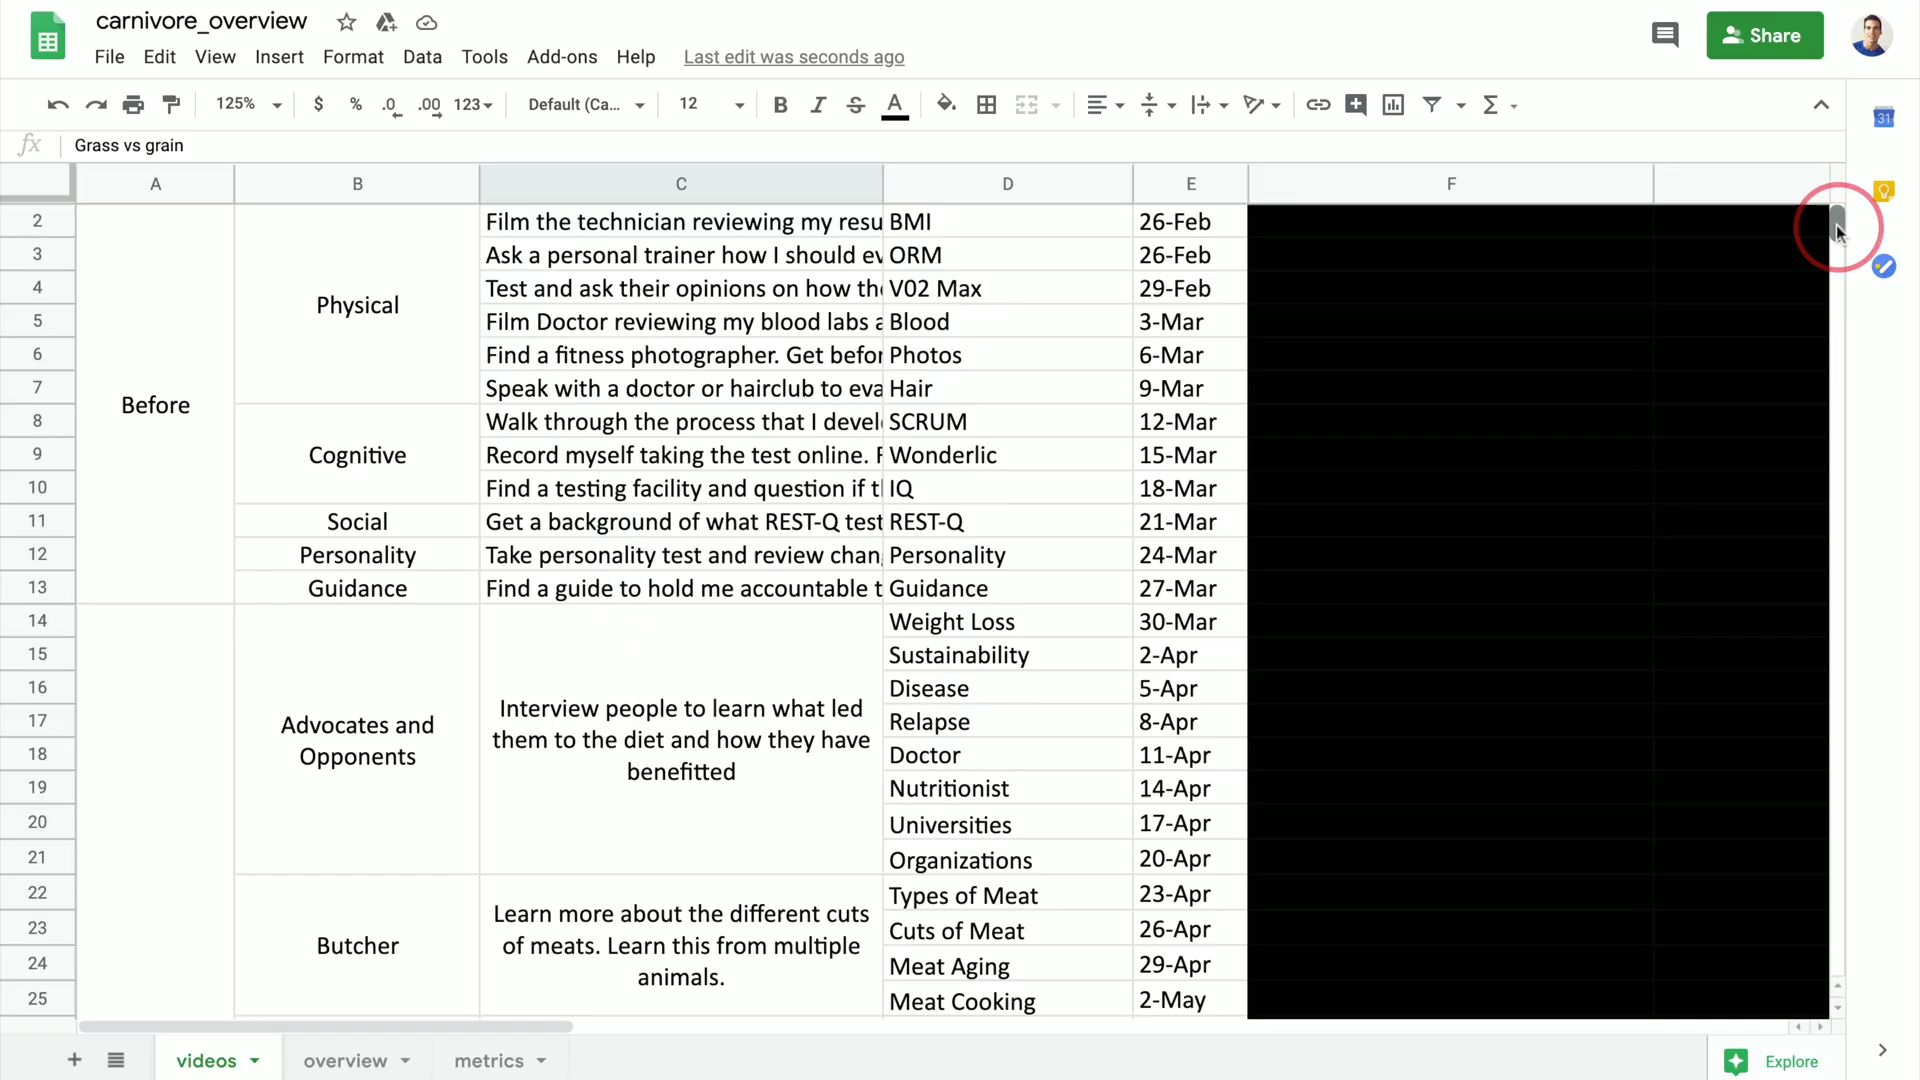 carnivore_overview
File Edit View Insert Format Data Tools Add-ons Help Last edit was seconds ago
Share
125% $ % .0 .00 123 Default (Ca... 12 B I S A Σ
31
fx Grass vs grain
A B C D E F
2 Film the technician reviewing my resu BMI 26-Feb
3 Ask a personal trainer how I should ev ORM 26-Feb
4 Test and ask their opinions on how the V02 Max 29-Feb
Physical
5 Film Doctor reviewing my blood labs a Blood 3-Mar
6 Find a fitness photographer. Get befor Photos 6-Mar
7 Speak with a doctor or hairclub to eva Hair 9-Mar
Before
8 Walk through the process that I devel SCRUM 12-Mar
9 Cognitive Record myself taking the test online. F Wonderlic 15-Mar
10 Find a testing facility and question if t IQ 18-Mar
11 Social Get a background of what REST-Q test REST-Q 21-Mar
12 Personality Take personality test and review chan Personality 24-Mar
13 Guidance Find a guide to hold me accountable t Guidance 27-Mar
14 Weight Loss 30-Mar
15 Sustainability 2-Apr
16 Disease 5-Apr
Advocates and
Opponents
Interview people to learn what led
them to the diet and how they have
benefitted
17 Relapse 8-Apr
18 Doctor 11-Apr
19 Nutritionist 14-Apr
20 Universities 17-Apr
21 Organizations 20-Apr
22 Types of Meat 23-Apr
Butcher
Learn more about the different cuts
of meats. Learn this from multiple
animals.
23 Cuts of Meat 26-Apr
24 Meat Aging 29-Apr
25 Meat Cooking 2-May
+ videos overview metrics
Explore